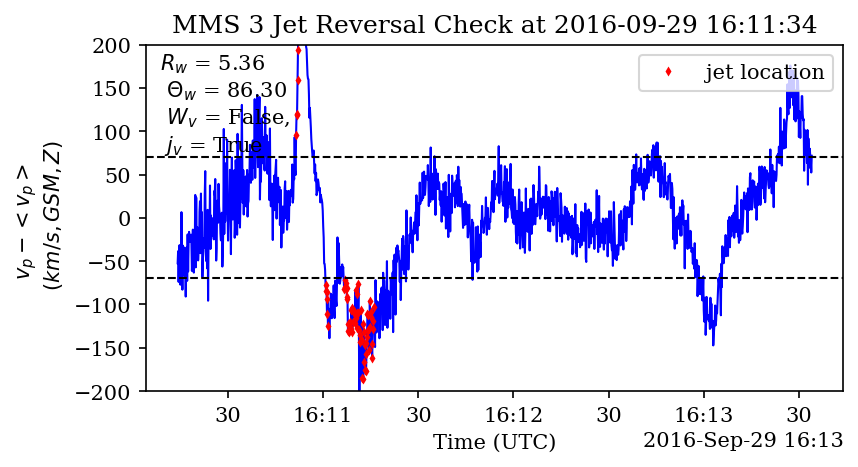 MMS 3 Jet Reversal Check at 2016-09-29 16:11:34
v_p − <v_p>
(km/s, GSM, Z)
200
150
100
50
0
−50
−100
−150
−200
R_w = 5.36
Θ_w = 86.30
W_v = False,
j_v = True
jet location
30 16:11 30 16:12 30 16:13 30
Time (UTC)
2016-Sep-29 16:13